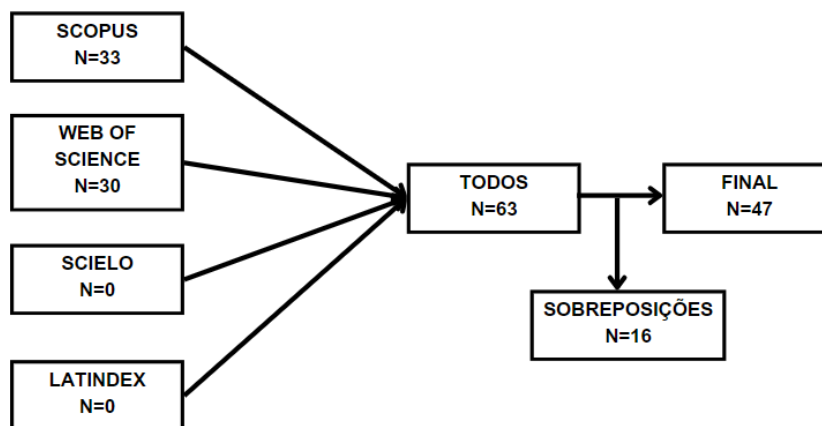 SCOPUS
N=33
WEB OF
SCIENCE
N=30
SCIELO
N=0
LATINDEX
N=0
TODOS
N=63
FINAL
N=47
SOBREPOSIÇÕES
N=16